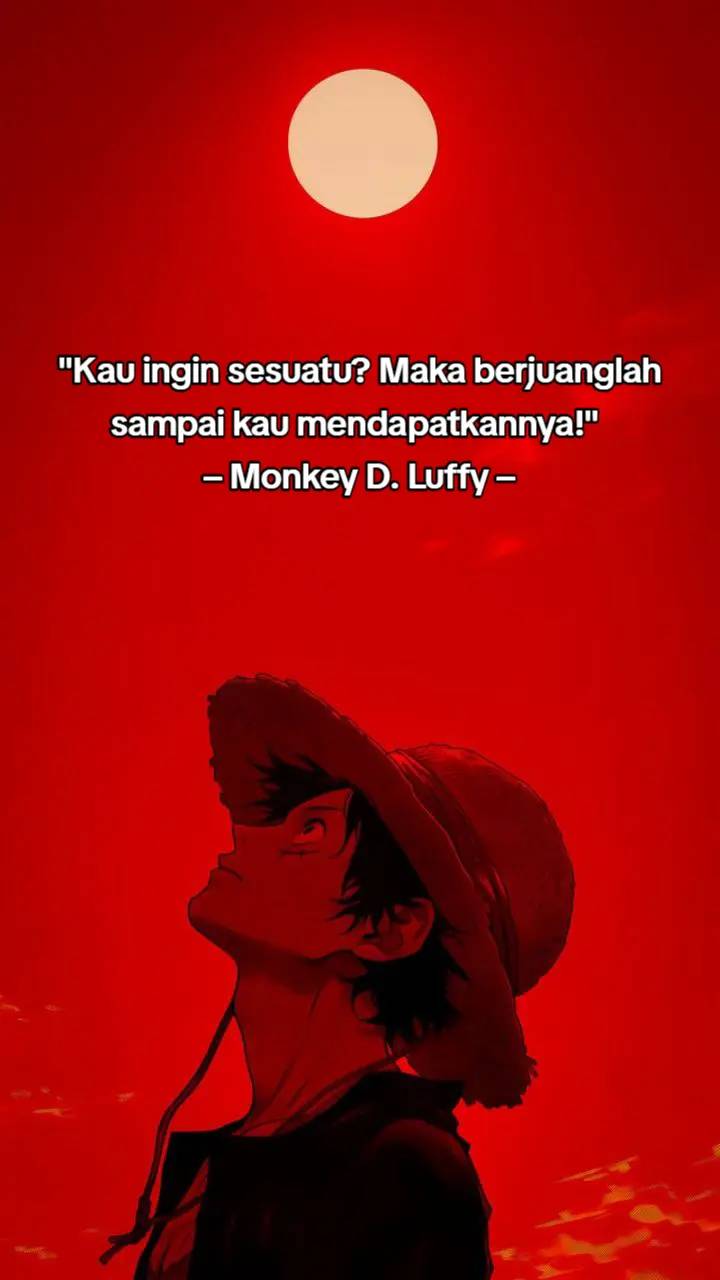 "Kau ingin sesuatu? Maka berjuanglah
sampai kau mendapatkannya!"
– Monkey D. Luffy –